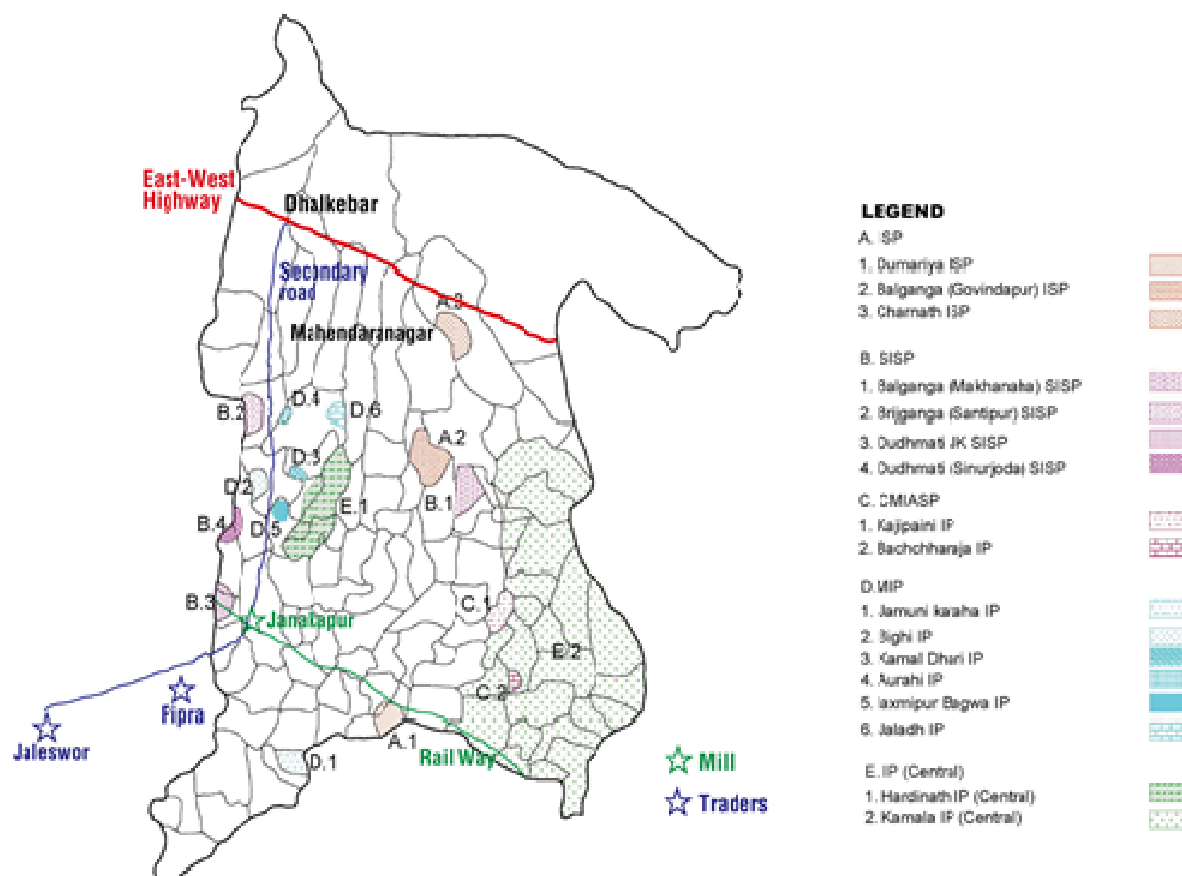 East-West
Highway
Dhalkebar
Secondary
road
A.3
Mahendaranagar
B.2
D.4
D.6
A.2
D.3
D.2
E.1
B.1
B.4
D.5
B.3
C.1
Janatapur
E.2
C.2
Fipra
Jaleswor
A.1
Rail Way
D.1
Mill
Traders
LEGEND
A. ISP
1. Dumariya ISP
2. Balganga (Govindapur) ISP
3. Charnath ISP
B. SISP
1. Balganga (Makhanaha) SISP
2. Brijganga (Santipur) SISP
3. Dudhmati JK SISP
4. Dudhmati (Sinurjoda) SISP
C. CMIASP
1. Kajipaini IP
2. Bachchharaja IP
D. MIP
1. Jamuni kaaha IP
2. Bighi IP
3. Kamal Dhuri IP
4. Aurahi IP
5. laxmipur Bagwa IP
6. Jaladh IP
E. IP (Central)
1. Hardinath IP (Central)
2. Kamala IP (Central)